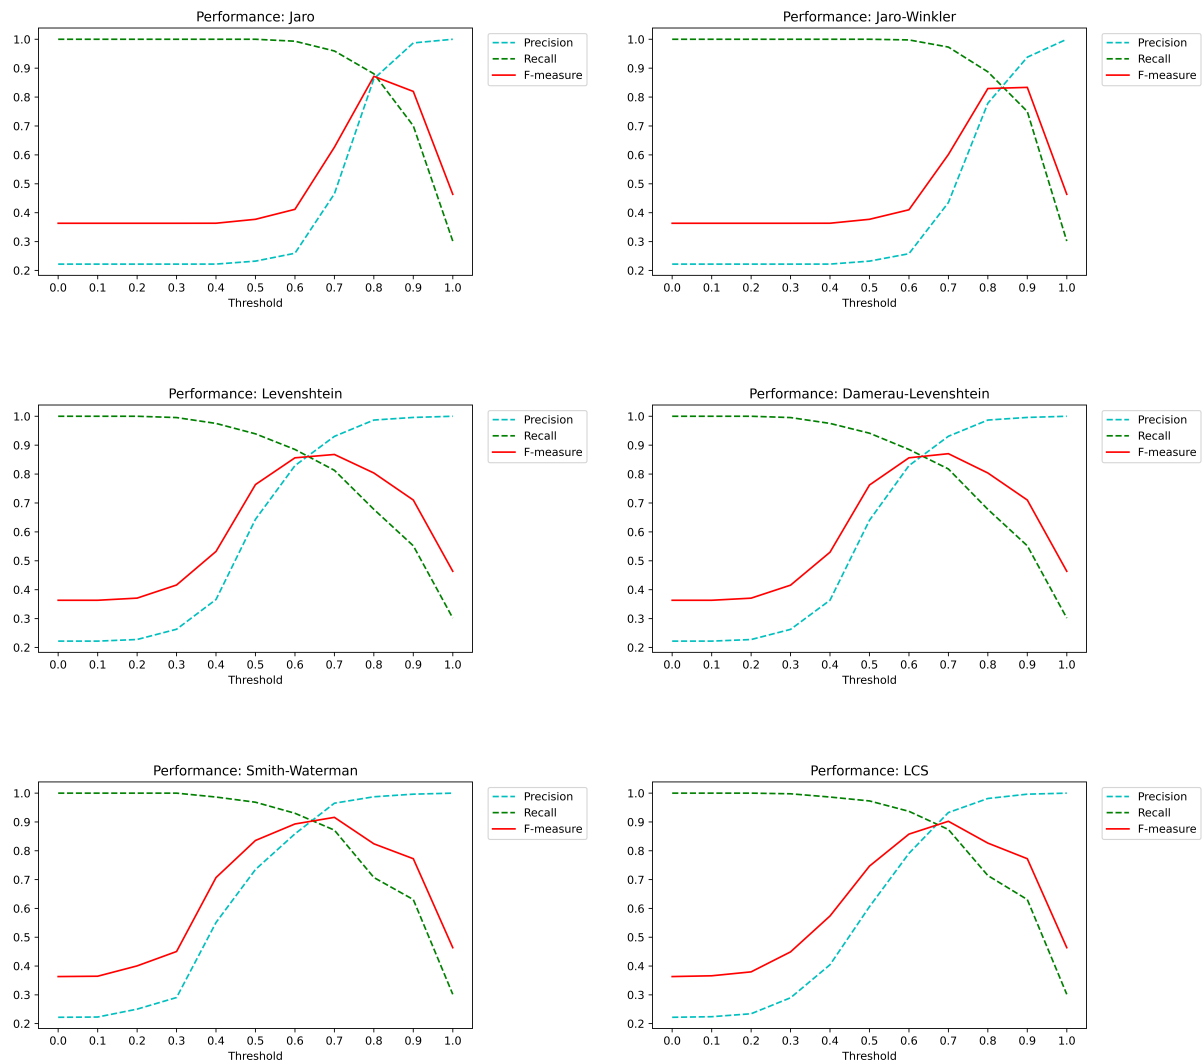 Performance: Jaro
1.0
0.9
0.8
0.7
0.6
0.5
0.4
0.3
0.2
0.0 0.1 0.2 0.3 0.4 0.5 0.6 0.7 0.8 0.9 1.0
Threshold
Precision
Recall
F-measure
Performance: Jaro-Winkler
1.0
0.9
0.8
0.7
0.6
0.5
0.4
0.3
0.2
0.0 0.1 0.2 0.3 0.4 0.5 0.6 0.7 0.8 0.9 1.0
Threshold
Precision
Recall
F-measure
Performance: Levenshtein
1.0
0.9
0.8
0.7
0.6
0.5
0.4
0.3
0.2
0.0 0.1 0.2 0.3 0.4 0.5 0.6 0.7 0.8 0.9 1.0
Threshold
Precision
Recall
F-measure
Performance: Damerau-Levenshtein
1.0
0.9
0.8
0.7
0.6
0.5
0.4
0.3
0.2
0.0 0.1 0.2 0.3 0.4 0.5 0.6 0.7 0.8 0.9 1.0
Threshold
Precision
Recall
F-measure
Performance: Smith-Waterman
1.0
0.9
0.8
0.7
0.6
0.5
0.4
0.3
0.2
0.0 0.1 0.2 0.3 0.4 0.5 0.6 0.7 0.8 0.9 1.0
Threshold
Precision
Recall
F-measure
Performance: LCS
1.0
0.9
0.8
0.7
0.6
0.5
0.4
0.3
0.2
0.0 0.1 0.2 0.3 0.4 0.5 0.6 0.7 0.8 0.9 1.0
Threshold
Precision
Recall
F-measure